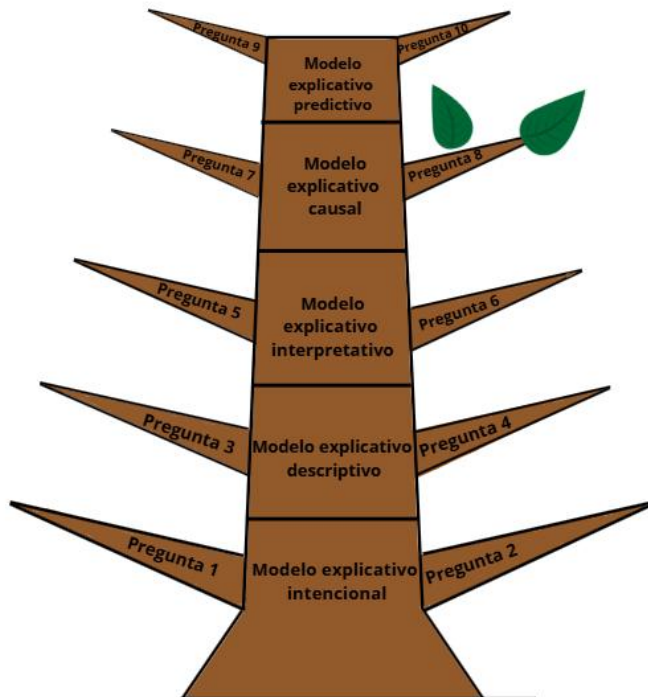 Pregunta 9
Pregunta 10
Modelo
explicativo
predictivo
Pregunta 7
Pregunta 8
Modelo
explicativo
causal
Pregunta 5
Pregunta 6
Modelo
explicativo
interpretativo
Pregunta 3
Pregunta 4
Modelo explicativo
descriptivo
Pregunta 1
Pregunta 2
Modelo explicativo
intencional